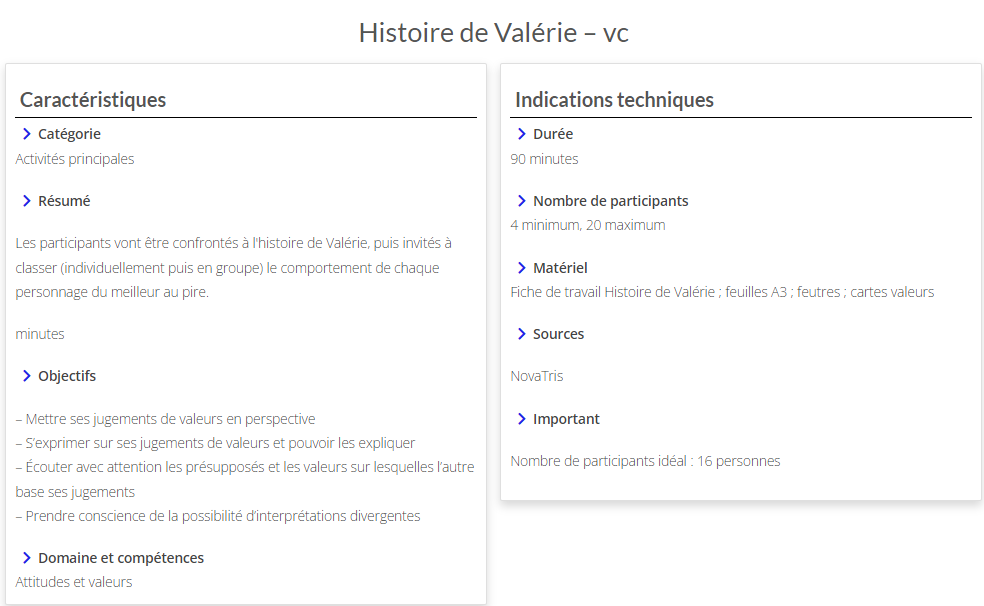 Histoire de Valérie – vc
Caractéristiques
Catégorie
Activités principales
Résumé
Les participants vont être confrontés à l'histoire de Valérie, puis invités à
classer (individuellement puis en groupe) le comportement de chaque
personnage du meilleur au pire.
minutes
Objectifs
– Mettre ses jugements de valeurs en perspective
– S’exprimer sur ses jugements de valeurs et pouvoir les expliquer
– Écouter avec attention les présupposés et les valeurs sur lesquelles l’autre
base ses jugements
– Prendre conscience de la possibilité d’interprétations divergentes
Domaine et compétences
Attitudes et valeurs
Indications techniques
Durée
90 minutes
Nombre de participants
4 minimum, 20 maximum
Matériel
Fiche de travail Histoire de Valérie ; feuilles A3 ; feutres ; cartes valeurs
Sources
NovaTris
Important
Nombre de participants idéal : 16 personnes